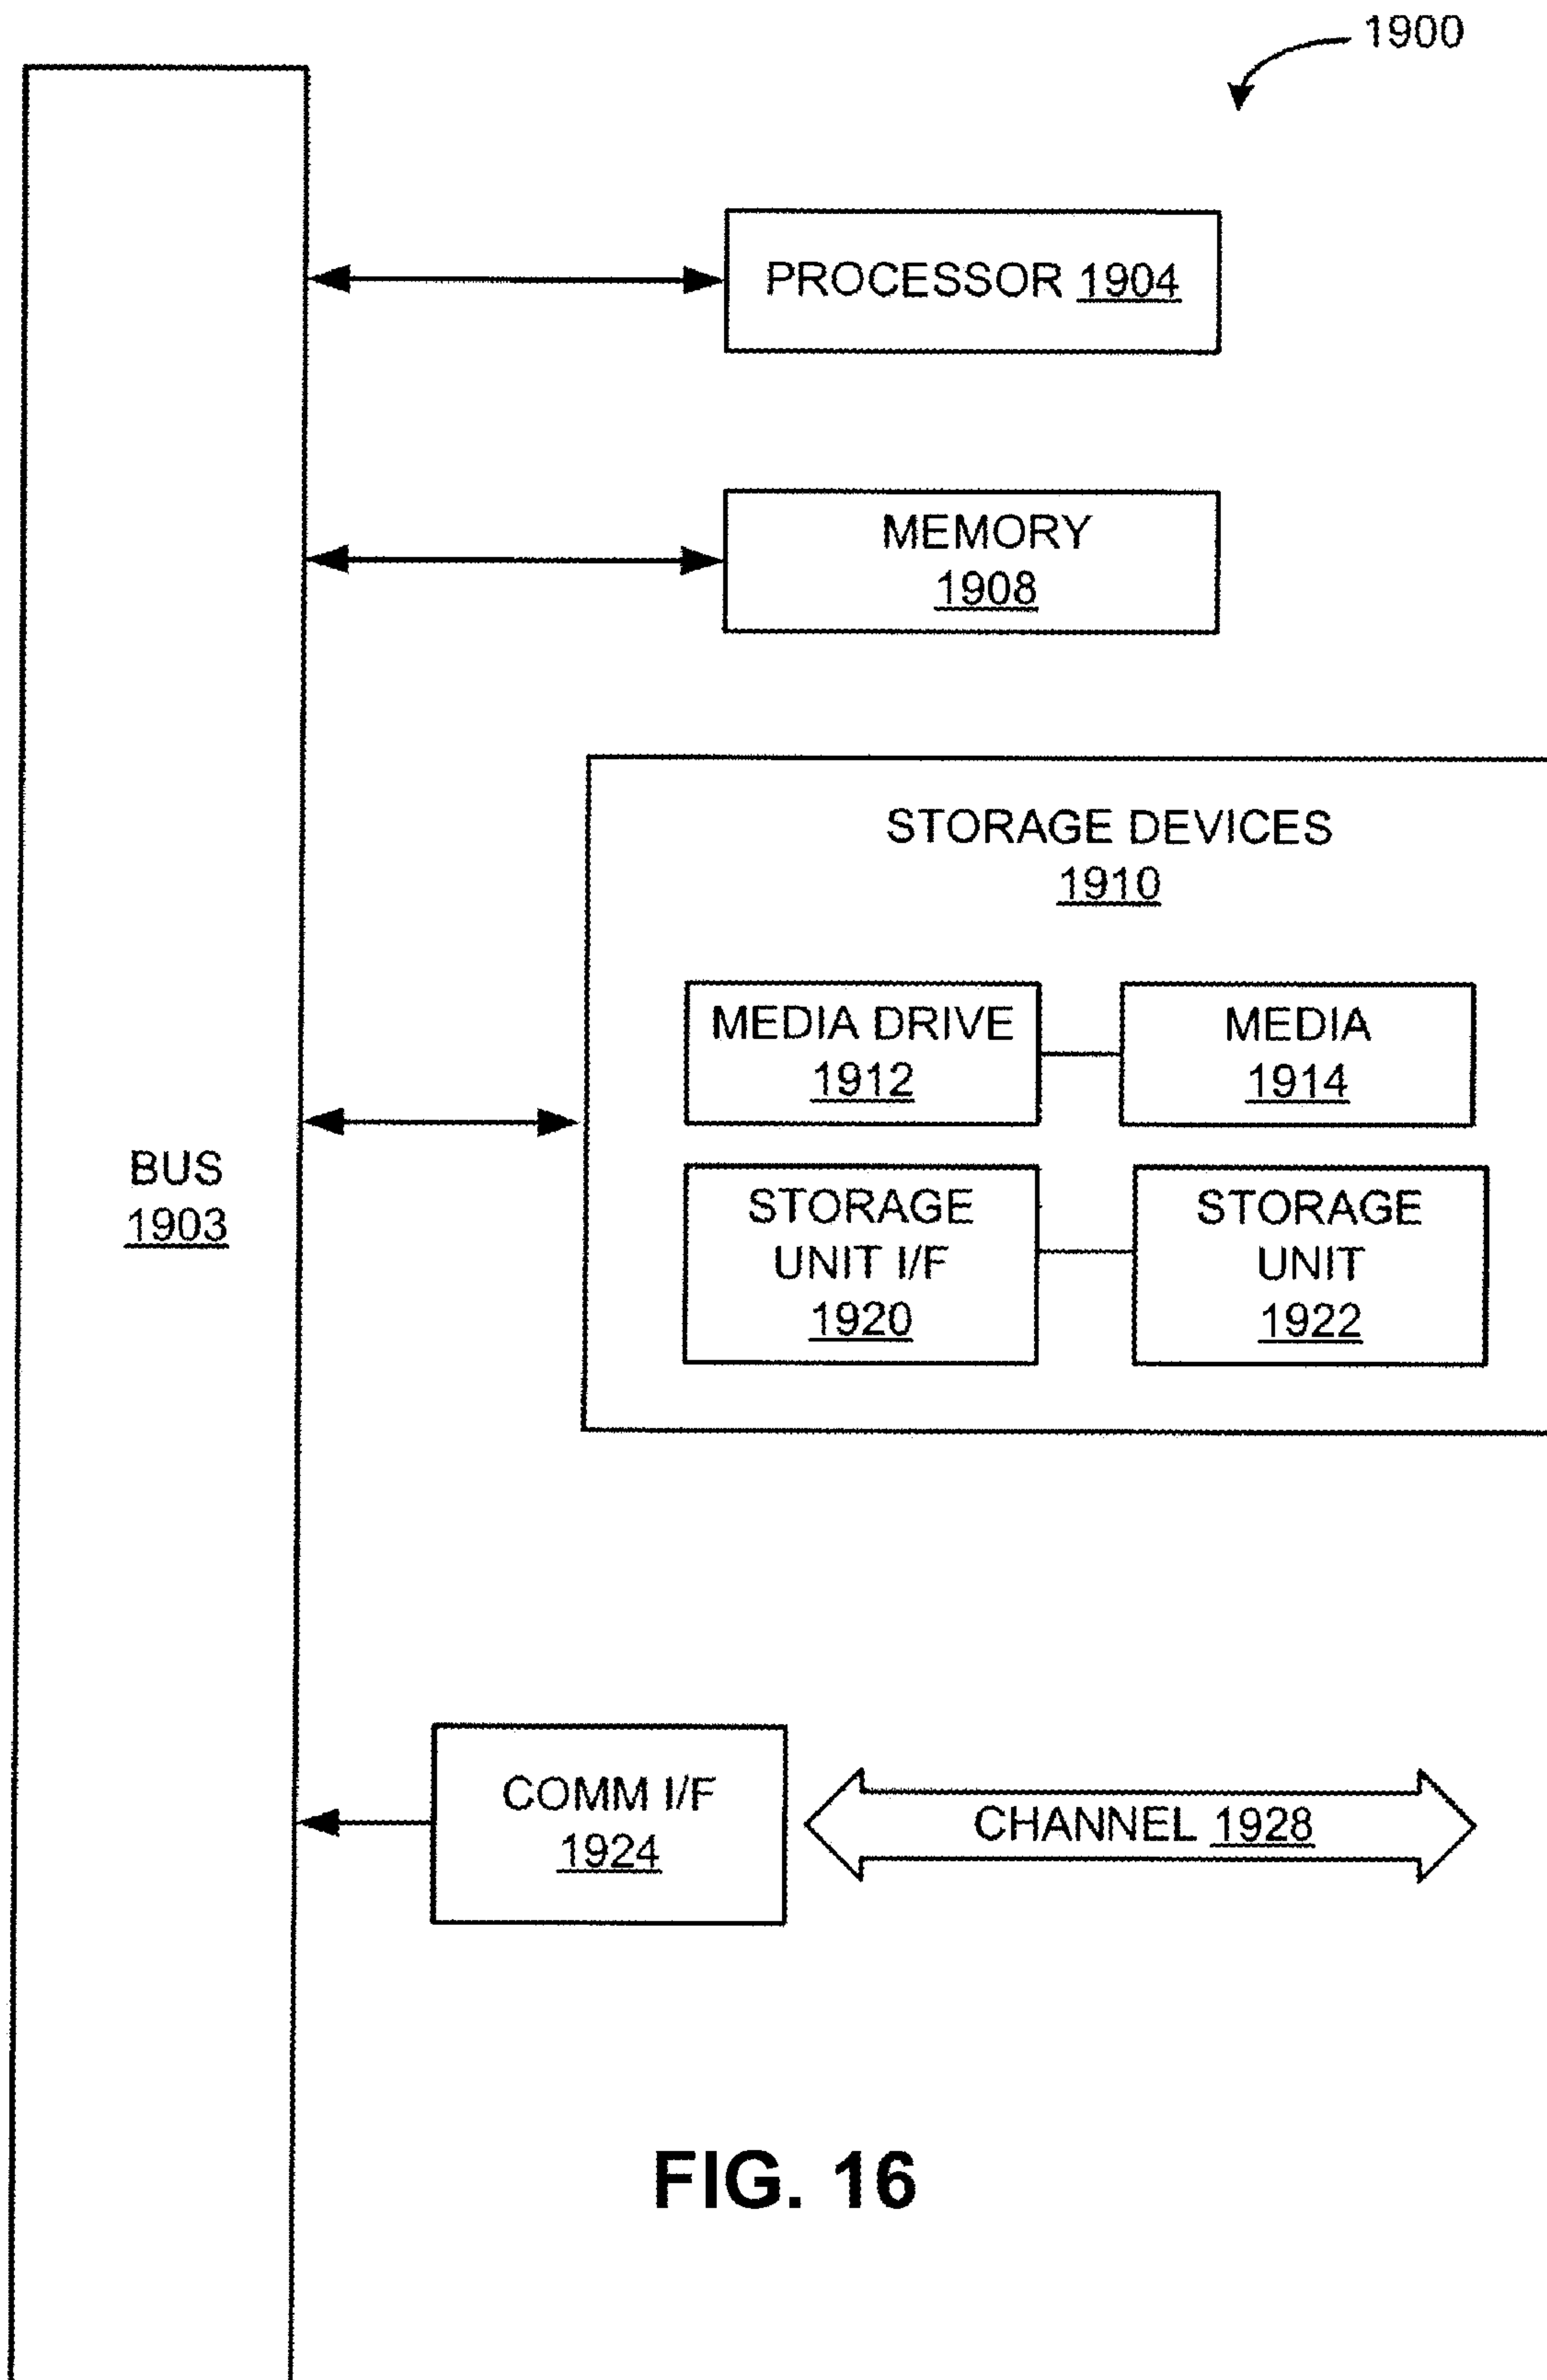 1900
PROCESSOR 1904
MEMORY
1908
STORAGE DEVICES
1910
MEDIA DRIVE
1912
MEDIA
1914
BUS
1903
STORAGE
UNIT I/F
1920
STORAGE
UNIT
1922
COMM I/F
1924
CHANNEL 1928
FIG. 16